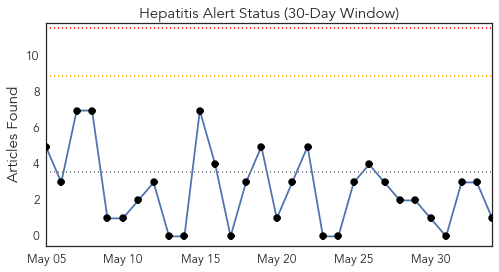 Hepatitis Alert Status (30-Day Window)
Articles Found
10
8
6
4
2
0
May 05 May 10 May 15 May 20 May 25 May 30